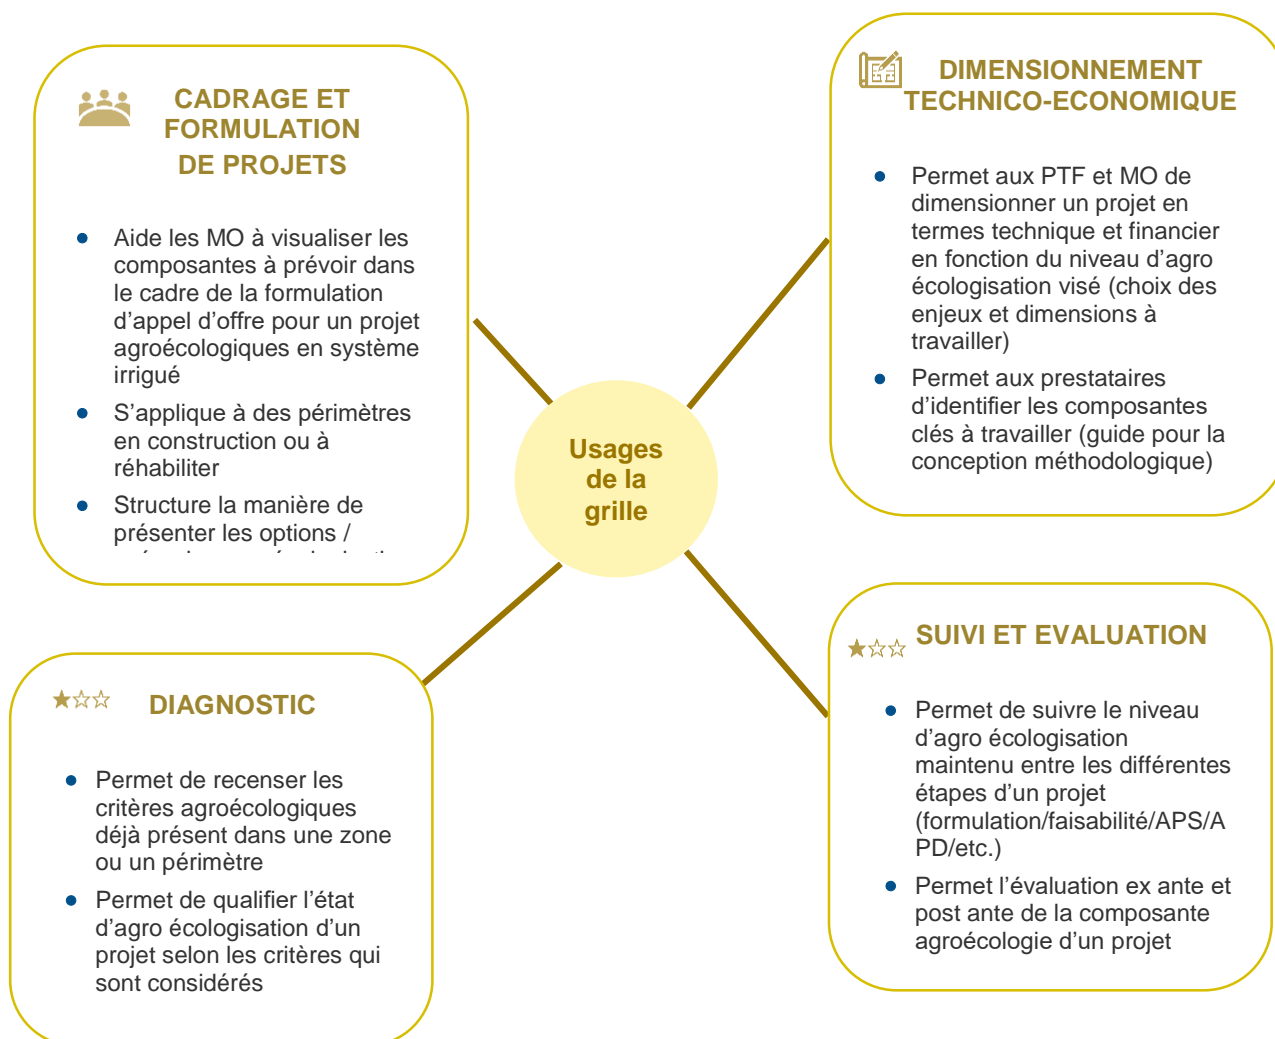 CADRAGE ET
FORMULATION
DE PROJETS
Aide les MO à visualiser les
composantes à prévoir dans
le cadre de la formulation
d’appel d’offre pour un projet
agroécologiques en système
irrigué
S’applique à des périmètres
en construction ou à
réhabiliter
Structure la manière de
présenter les options /
DIMENSIONNEMENT
TECHNICO-ECONOMIQUE
Permet aux PTF et MO de
dimensionner un projet en
termes technique et financier
en fonction du niveau d’agro
écologisation visé (choix des
enjeux et dimensions à
travailler)
Permet aux prestataires
d’identifier les composantes
clés à travailler (guide pour la
conception méthodologique)
Usages
de la
grille
DIAGNOSTIC
Permet de recenser les
critères agroécologiques
déjà présent dans une zone
ou un périmètre
Permet de qualifier l’état
d’agro écologisation d’un
projet selon les critères qui
sont considérés
SUIVI ET EVALUATION
Permet de suivre le niveau
d’agro écologisation
maintenu entre les différentes
étapes d’un projet
(formulation/faisabilité/APS/A
PD/etc.)
Permet l’évaluation ex ante et
post ante de la composante
agroécologie d’un projet